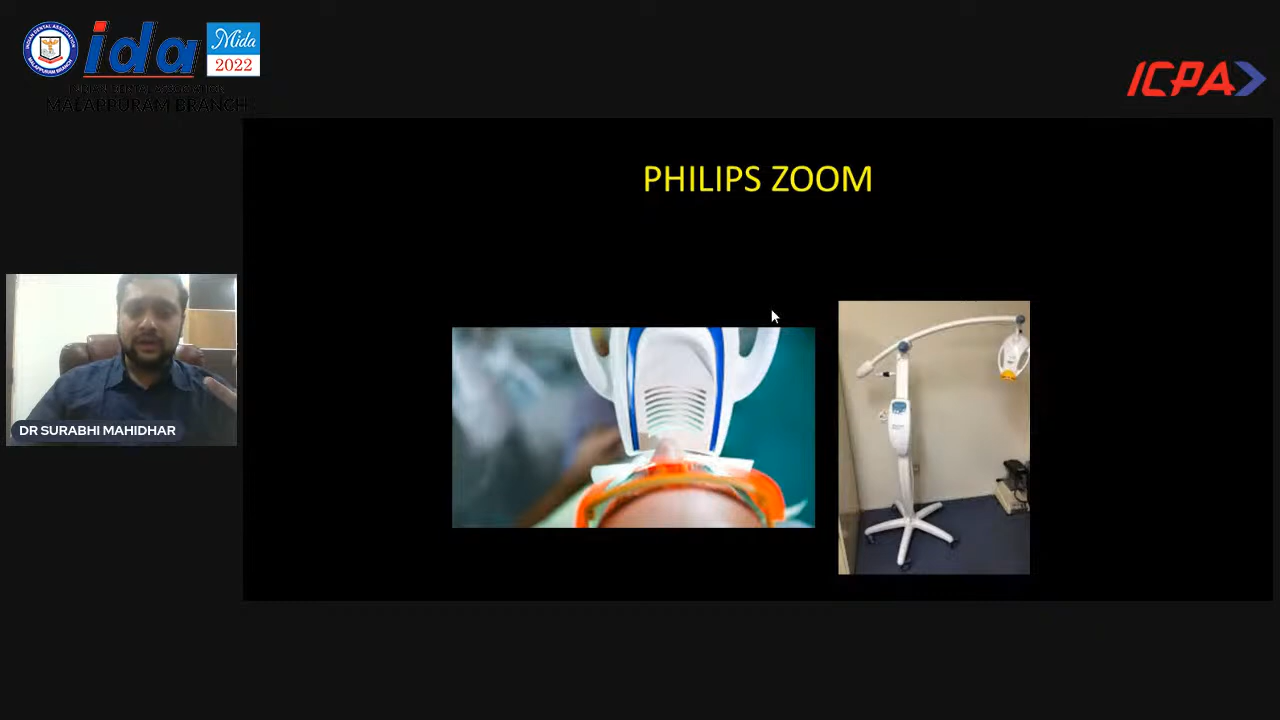 ida
Mida
2022
MALAPPURAM BRANCH
ICPA
PHILIPS ZOOM
DR SURABHI MAHIDHAR